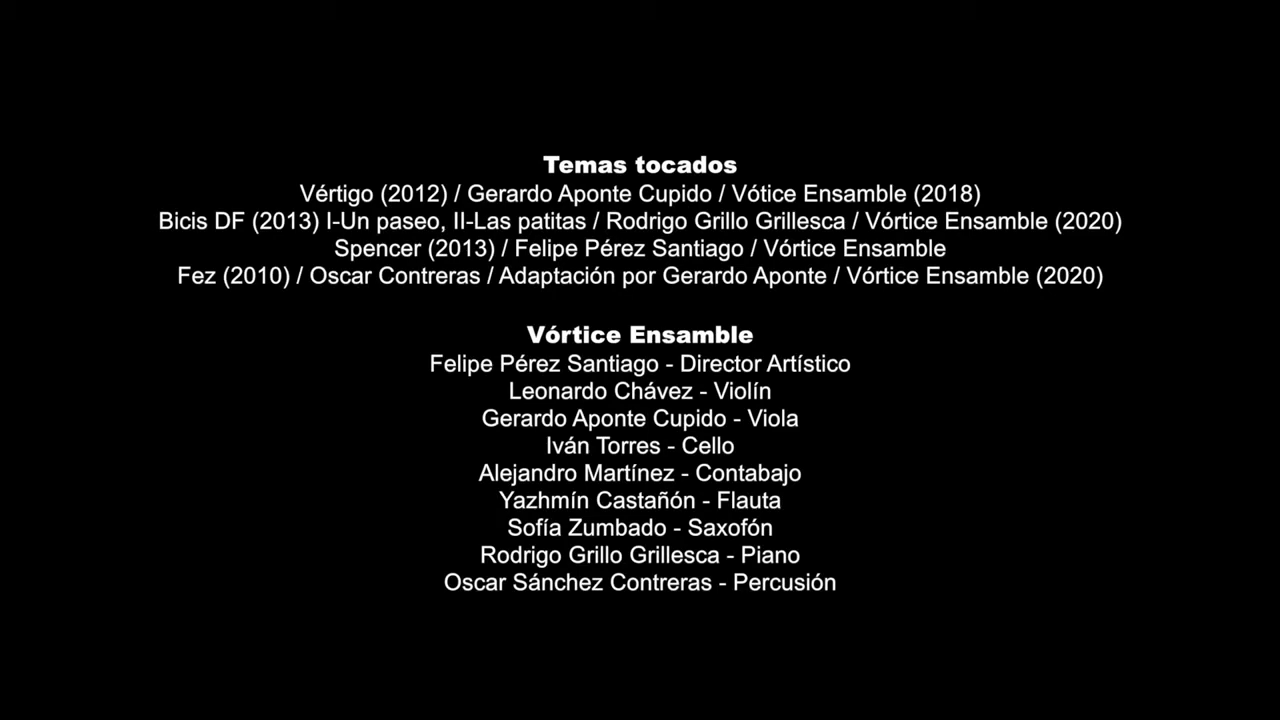 Temas tocados
Vértigo (2012) / Gerardo Aponte Cupido / Vótice Ensamble (2018)
Bicis DF (2013) I-Un paseo, II-Las patitas / Rodrigo Grillo Grillesca / Vórtice Ensamble (2020)
Spencer (2013) / Felipe Pérez Santiago / Vórtice Ensamble
Fez (2010) / Oscar Contreras / Adaptación por Gerardo Aponte / Vórtice Ensamble (2020)
Vórtice Ensamble
Felipe Pérez Santiago - Director Artístico
Leonardo Chávez - Violín
Gerardo Aponte Cupido - Viola
Iván Torres - Cello
Alejandro Martínez - Contabajo
Yazhmín Castañón - Flauta
Sofía Zumbado - Saxofón
Rodrigo Grillo Grillesca - Piano
Oscar Sánchez Contreras - Percusión